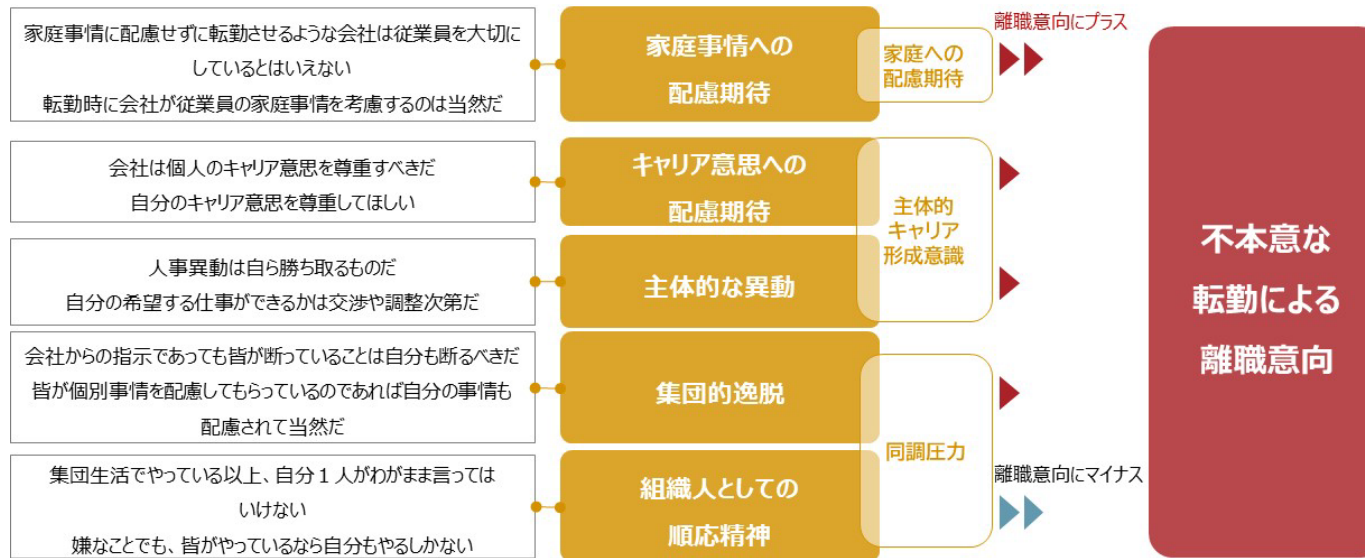 家庭事情に配慮せずに転勤させるような会社は従業員を大切に
しているとはいえない
転勤時に会社が従業員の家庭事情を考慮するのは当然だ
家庭事情への
配慮期待
家庭への
配慮期待
離職意向にプラス
会社は個人のキャリア意思を尊重すべきだ
自分のキャリア意思を尊重してほしい
キャリア意思への
配慮期待
主体的
キャリア
形成意識
人事異動は自ら勝ち取るものだ
自分の希望する仕事ができるかは交渉や調整次第だ
主体的な異動
会社からの指示であっても皆が断っていることは自分も断るべきだ
皆が個別事情を配慮してもらっているのであれば自分の事情も
配慮されて当然だ
集団的逸脱
同調圧力
集団生活でやっている以上、自分１人がわがまま言っては
いけない
嫌なことでも、皆がやっているなら自分もやるしかない
組織人としての
順応精神
離職意向にマイナス
不本意な
転勤による
離職意向